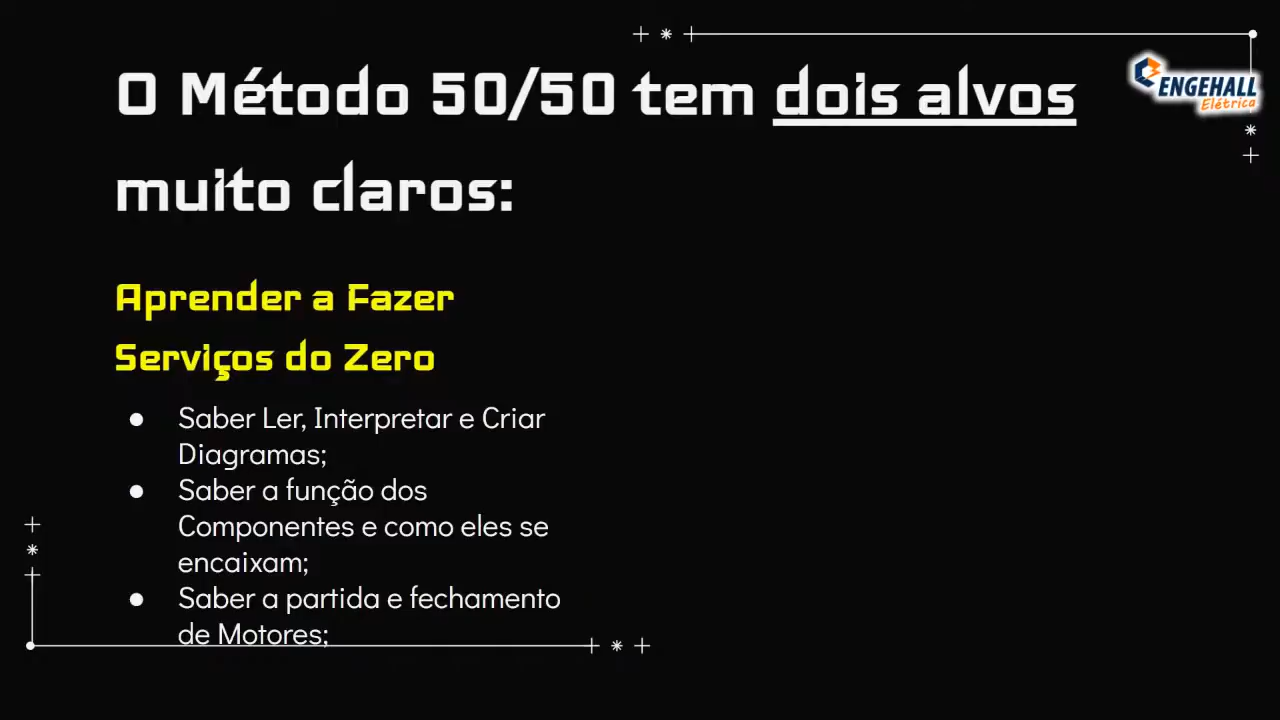 O Método 50/50 tem dois alvos
muito claros:
ENGEHALL
Elétrica
Aprender a Fazer
Serviços do Zero
● Saber Ler, Interpretar e Criar
Diagramas;
● Saber a função dos
Componentes e como eles se
encaixam;
● Saber a partida e fechamento
de Motores;